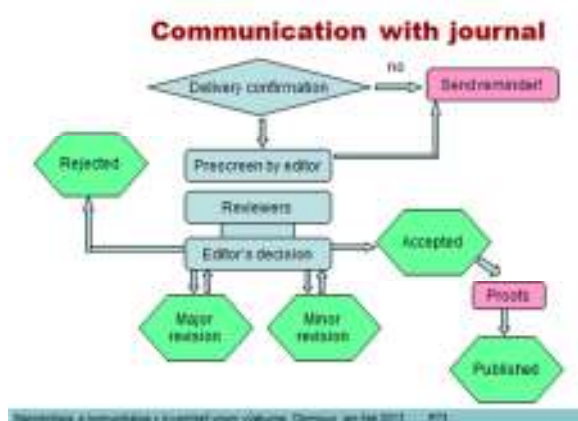 Communication with journal
no
Delivery confirmation
Send reminder!
Rejected
Prescreen by editor
Reviewers
Accepted
Editor's decision
Proofs
Major
revision
Minor
revision
Published